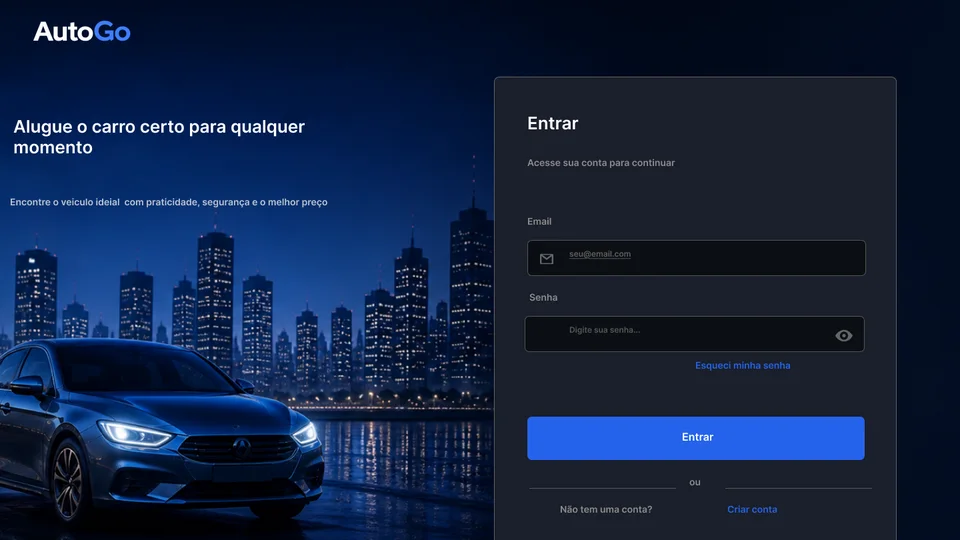 AutoGo
Alugue o carro certo para qualquer
momento
Encontre o veiculo ideial com praticidade, segurança e o melhor preço
Entrar
Acesse sua conta para continuar
Email
seu@email.com
Senha
Digite sua senha...
Esqueci minha senha
Entrar
ou
Não tem uma conta? Criar conta